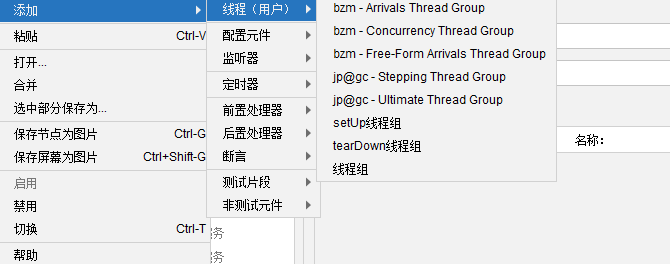 添加
粘贴 Ctrl-V
打开...
合并
选中部分保存为...
保存节点为图片 Ctrl-G
保存屏幕为图片 Ctrl+Shift-G
启用
禁用
切换 Ctrl-T
帮助
线程（用户）
配置元件
监听器
定时器
前置处理器
后置处理器
断言
测试片段
非测试元件
bzm - Arrivals Thread Group
bzm - Concurrency Thread Group
bzm - Free-Form Arrivals Thread Group
jp@gc - Stepping Thread Group
jp@gc - Ultimate Thread Group
setUp线程组
tearDown线程组
线程组
名称：
务
务